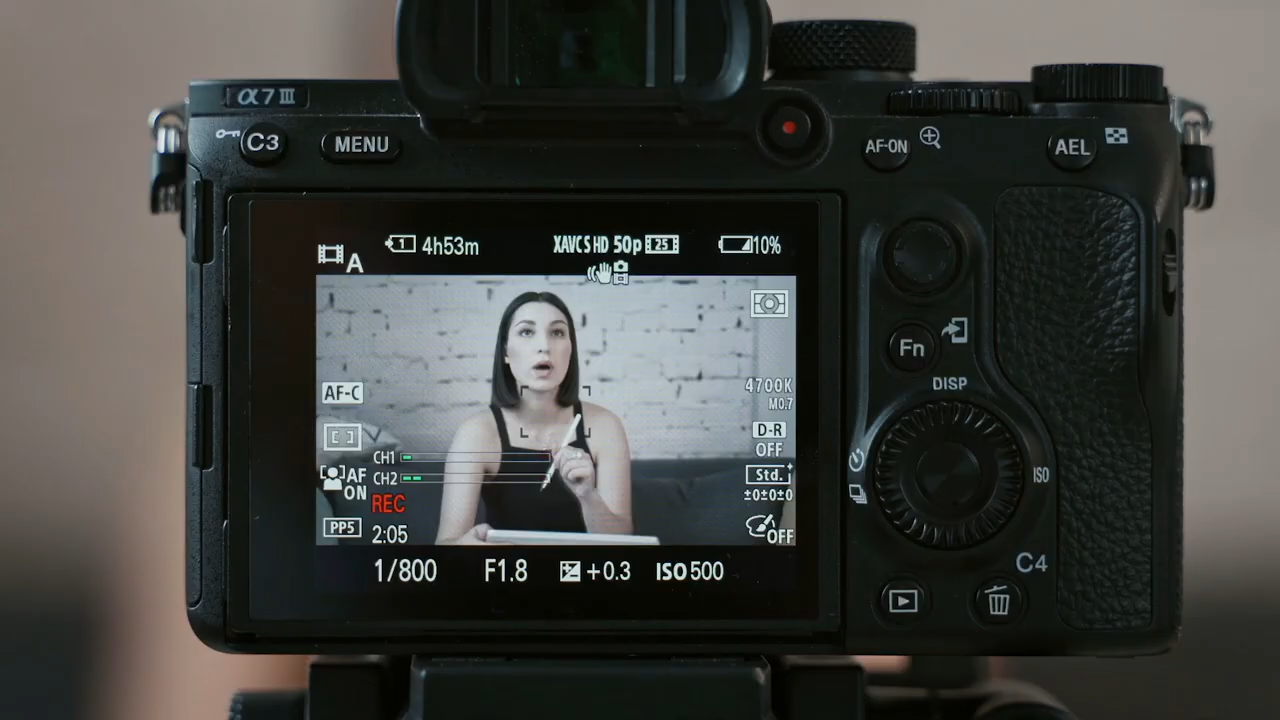 α7III
C3
MENU
AF-ON
AEL
1 4h53m XAVC S HD 50p 25 10%
A
AF-C
4700K
M0.7
D-R
OFF
CH1
CH2
AF
ON
Std.
±0±0±0
REC
PP5
2:05
OFF
1/800 F1.8 +0.3 ISO 500
Fn
DISP
ISO
C4